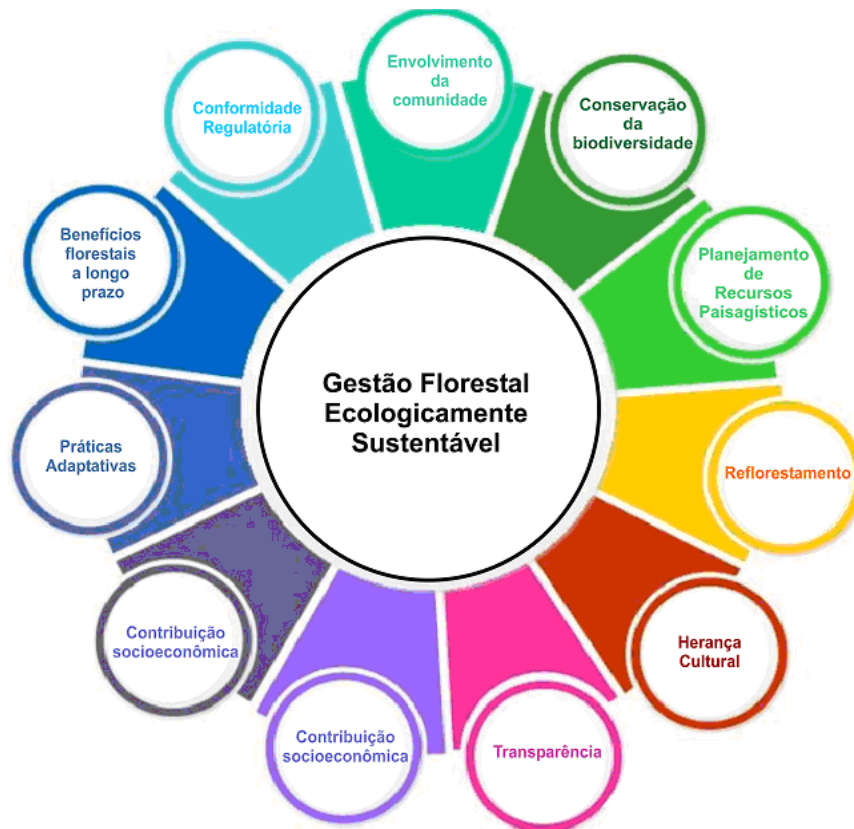 Envolvimento
da
comunidade
Conservação
da
biodiversidade
Planejamento
de
Recursos
Paisagísticos
Reflorestamento
Herança
Cultural
Transparência
Contribuição
socioeconômica
Contribuição
socioeconômica
Práticas
Adaptativas
Benefícios
florestais
a longo
prazo
Conformidade
Regulatória
Gestão Florestal
Ecologicamente
Sustentável